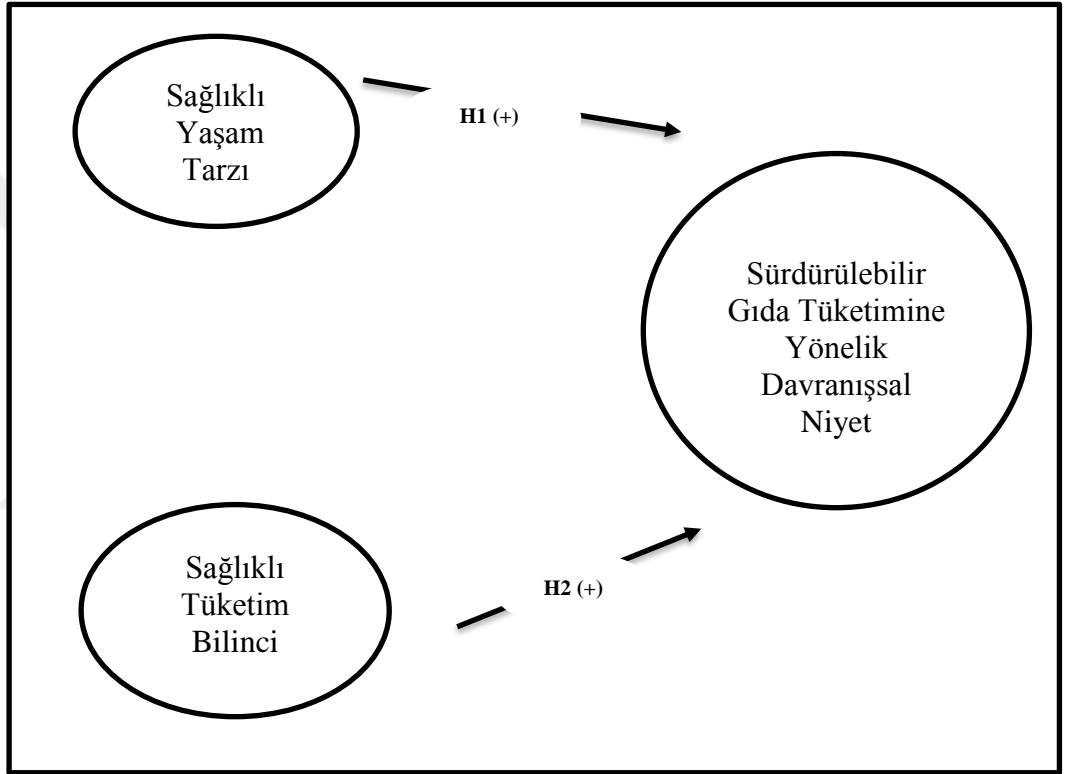 Sağlıklı
Yaşam
Tarzı
H1 (+)
Sürdürülebilir
Gıda Tüketimine
Yönelik
Davranışsal
Niyet
Sağlıklı
Tüketim
Bilinci
H2 (+)